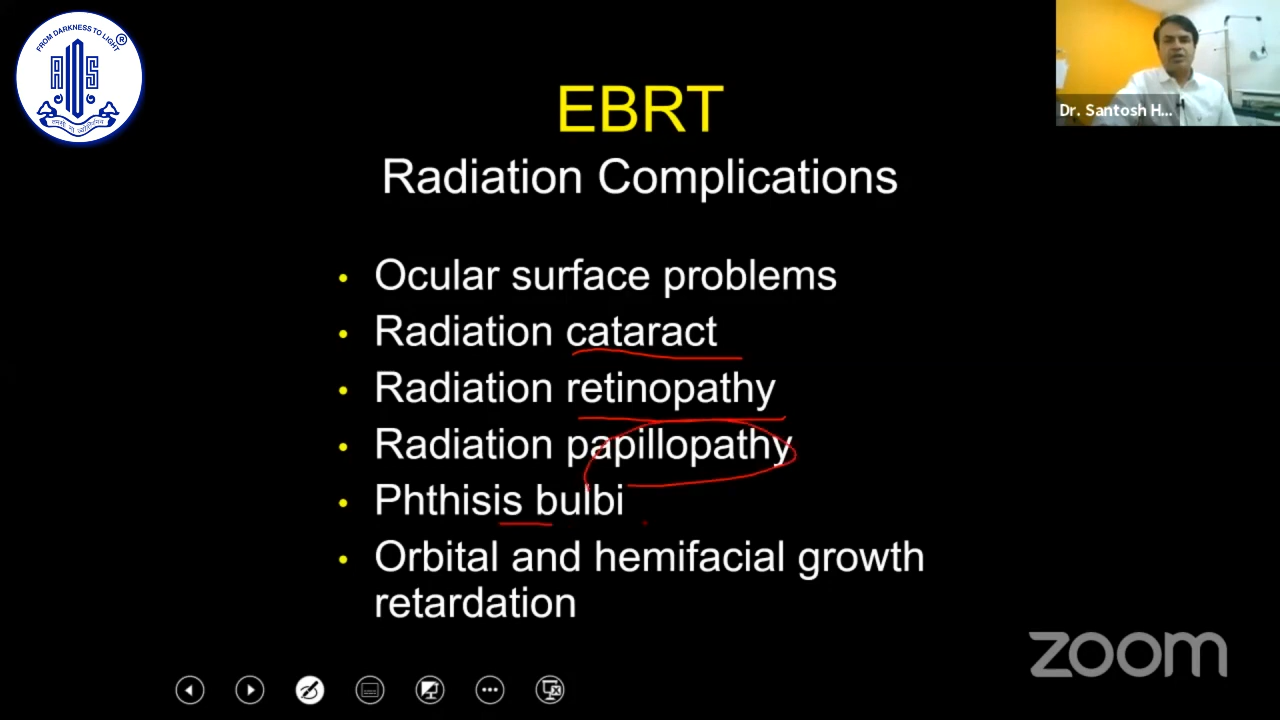 FROM DARKNESS TO LIGHT
®
AIOS
EBRT
Radiation Complications
Dr. Santosh H...
• Ocular surface problems
• Radiation cataract
• Radiation retinopathy
• Radiation papillopathy
• Phthisis bulbi
• Orbital and hemifacial growth
retardation
zoom